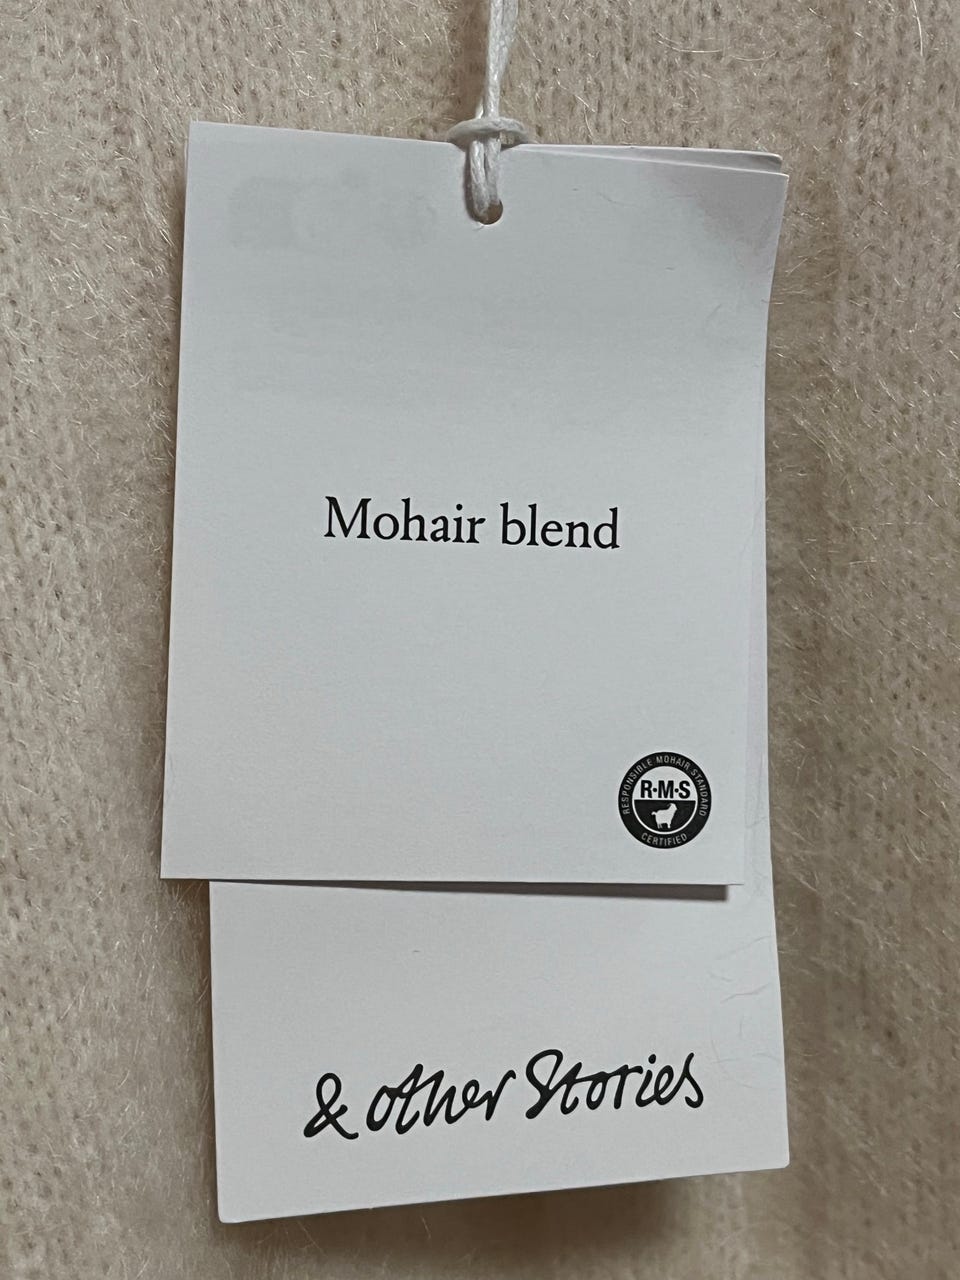 Mohair blend
RESPONSIBLE MOHAIR STANDARD
R·M·S
CERTIFIED
& other Stories